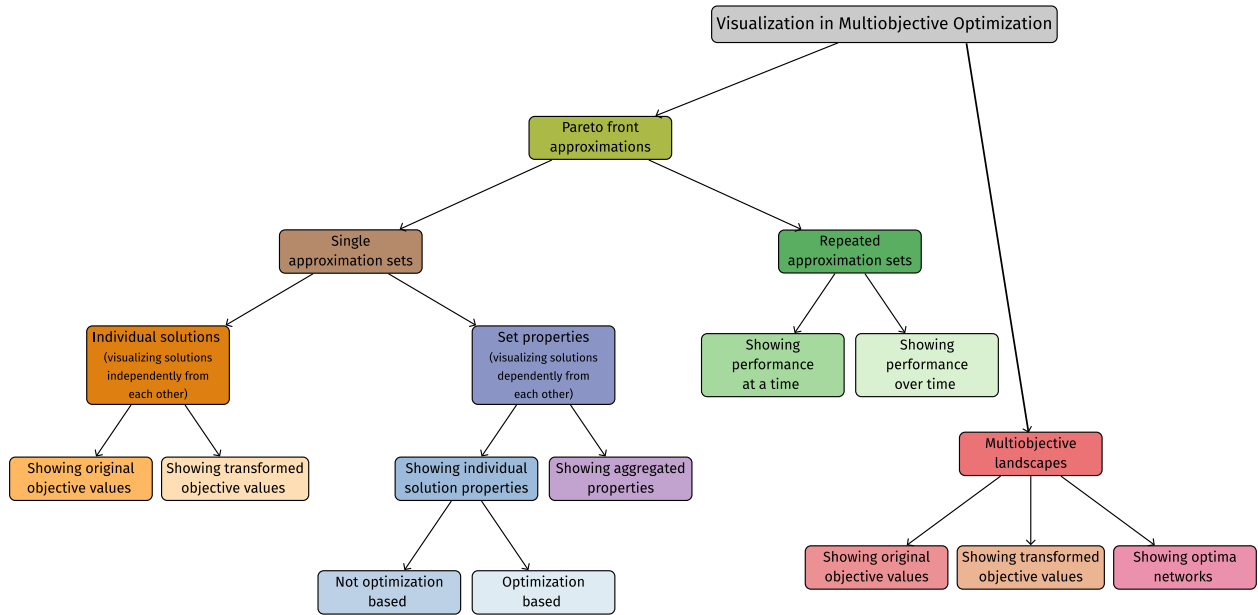 Visualization in Multiobjective Optimization
Pareto front
approximations
Single
approximation sets
Repeated
approximation sets
Individual solutions
(visualizing solutions
independently from
each other)
Set properties
(visualizing solutions
dependently from
each other)
Showing
performance
at a time
Showing
performance
over time
Multiobjective
landscapes
Showing original
objective values
Showing transformed
objective values
Showing individual
solution properties
Showing aggregated
properties
Not optimization
based
Optimization
based
Showing original
objective values
Showing transformed
objective values
Showing optima
networks